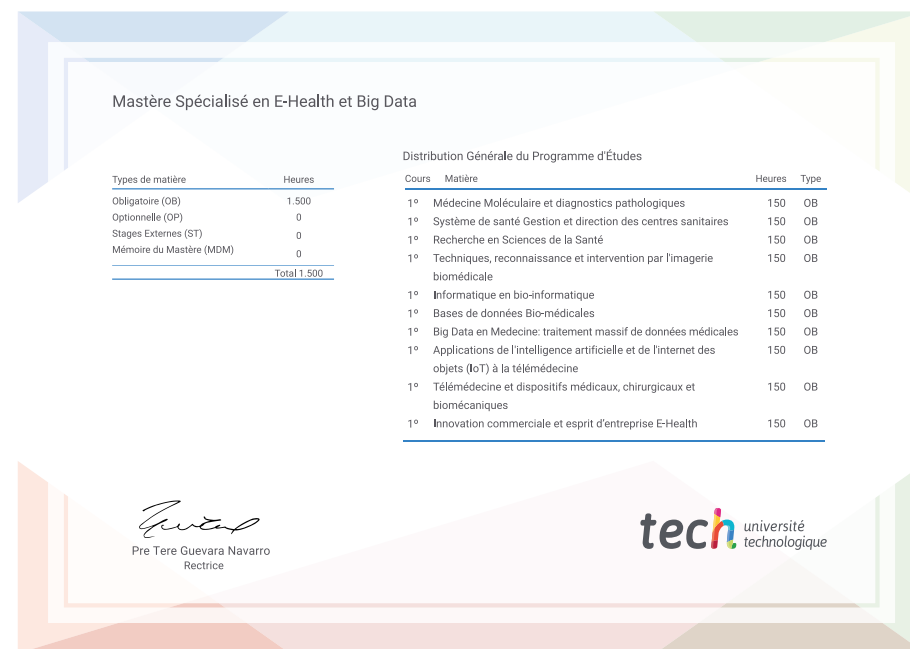 Mastère Spécialisé en E-Health et Big Data
Types de matière Heures
Obligatoire (OB) 1.500
Optionnelle (OP) 0
Stages Externes (ST) 0
Mémoire du Mastère (MDM) 0
Total 1.500
Distribution Générale du Programme d'Études
Cours Matière Heures Type
1º Médecine Moléculaire et diagnostics pathologiques 150 OB
1º Système de santé Gestion et direction des centres sanitaires 150 OB
1º Recherche en Sciences de la Santé 150 OB
1º Techniques, reconnaissance et intervention par l'imagerie 150 OB
biomédicale
1º Informatique en bio-informatique 150 OB
1º Bases de données Bio-médicales 150 OB
1º Big Data en Medecine: traitement massif de données médicales 150 OB
1º Applications de l'intelligence artificielle et de l'internet des 150 OB
objets (IoT) à la télémédecine
1º Télémédecine et dispositifs médicaux, chirurgicaux et 150 OB
biomécaniques
1º Innovation commerciale et esprit d'entreprise E-Health 150 OB
Pre Tere Guevara Navarro
Rectrice
tech université
technologique